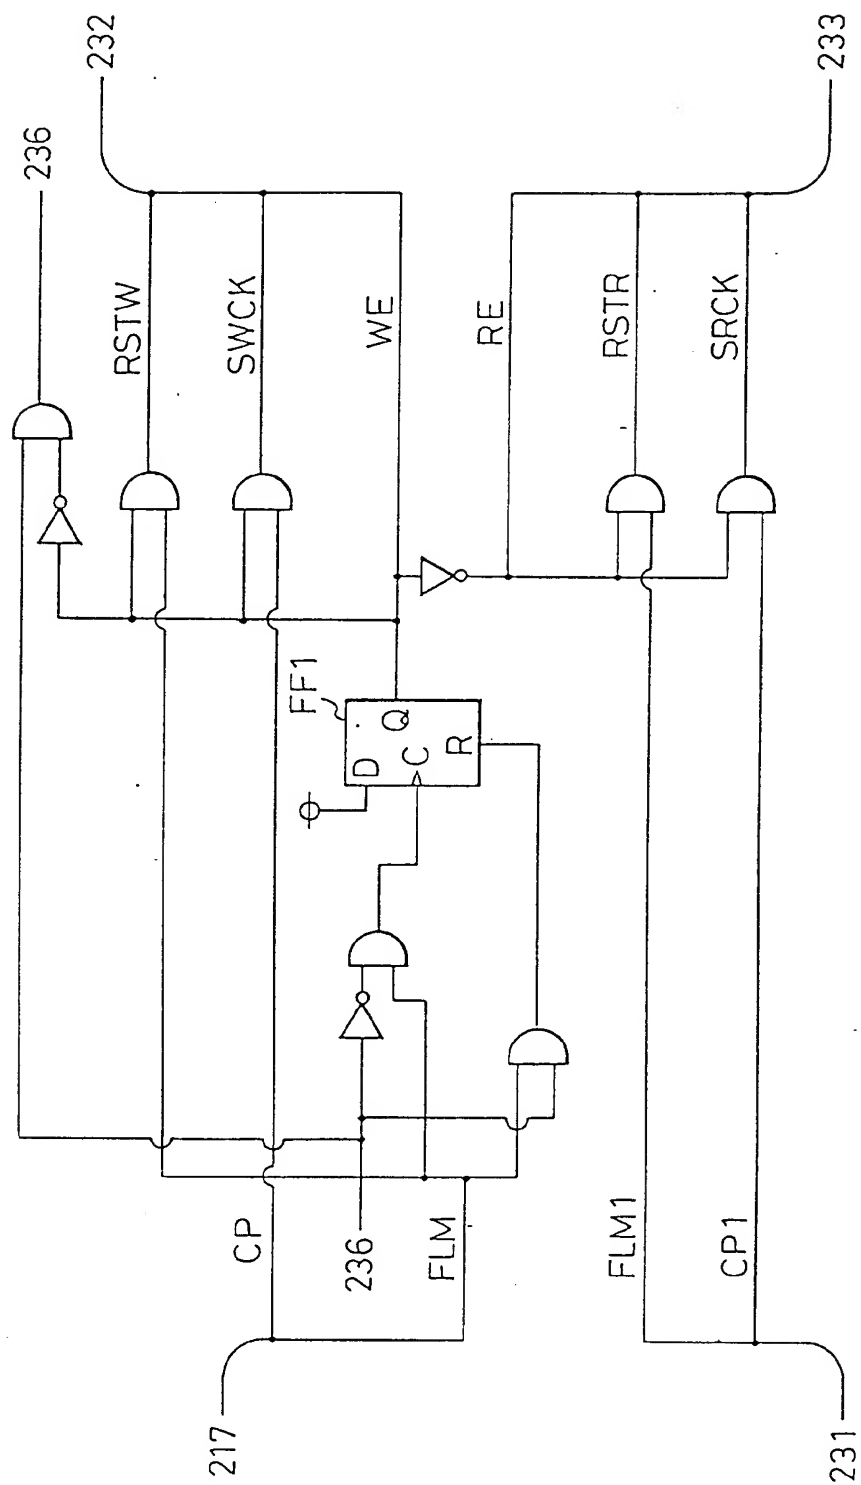 232
236
RSTW
SWCK
WE
RE
RSTR
SRCK
233
FF1
D
Q
C
R
217
CP
236
FLM
FLM1
CP1
231